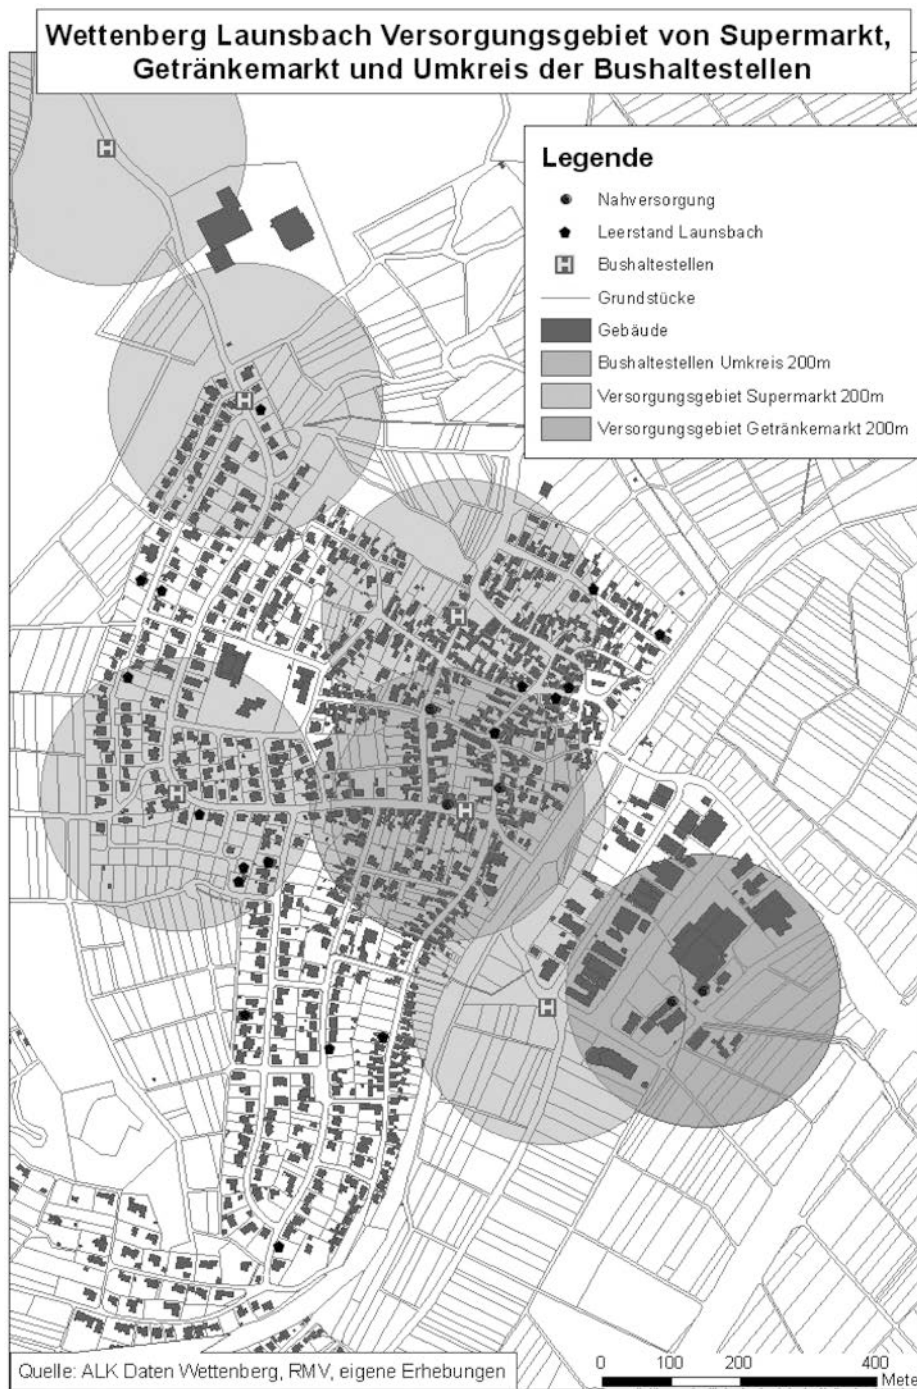 Wettenberg Launsbach Versorgungsgebiet von Supermarkt,
Getränkemarkt und Umkreis der Bushaltestellen
Legende
Nahversorgung
Leerstand Launsbach
H Bushaltestellen
Grundstücke
Gebäude
Bushaltestellen Umkreis 200m
Versorgungsgebiet Supermarkt 200m
Versorgungsgebiet Getränkemarkt 200m
H
H
H
H
H
H
Quelle: ALK Daten Wettenberg, RMV, eigene Erhebungen
0 100 200 400
Mete